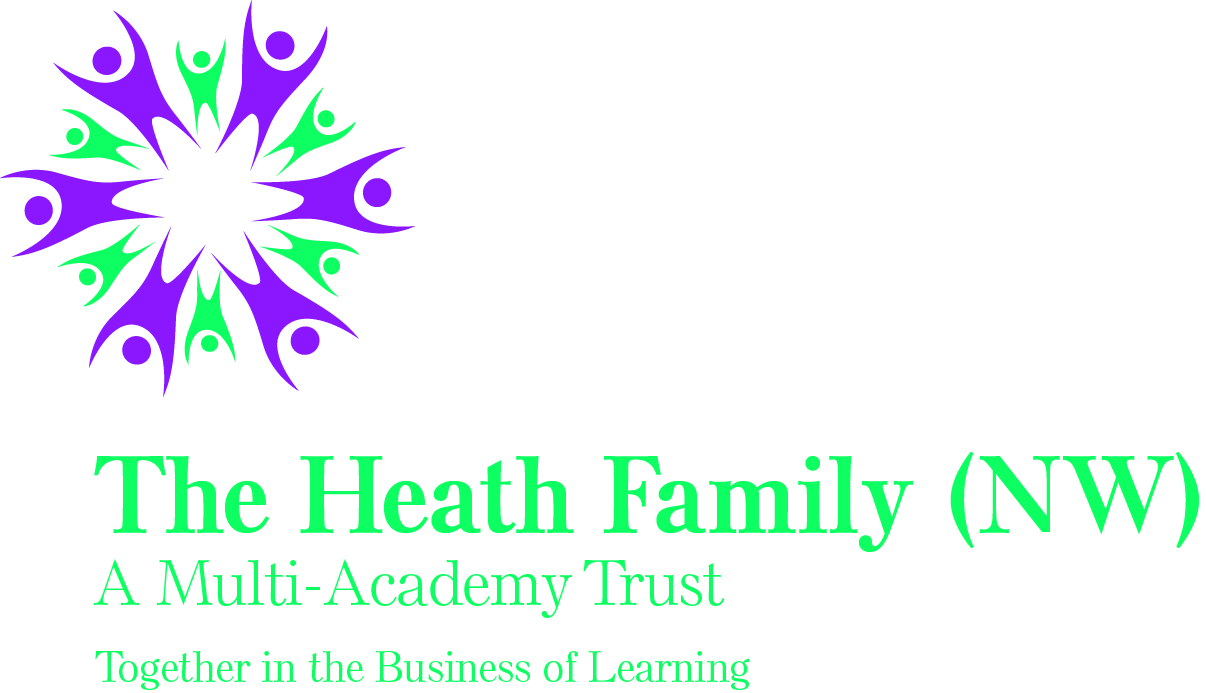 The Heath Family (NW)
A Multi-Academy Trust
Together in the Business of Learning